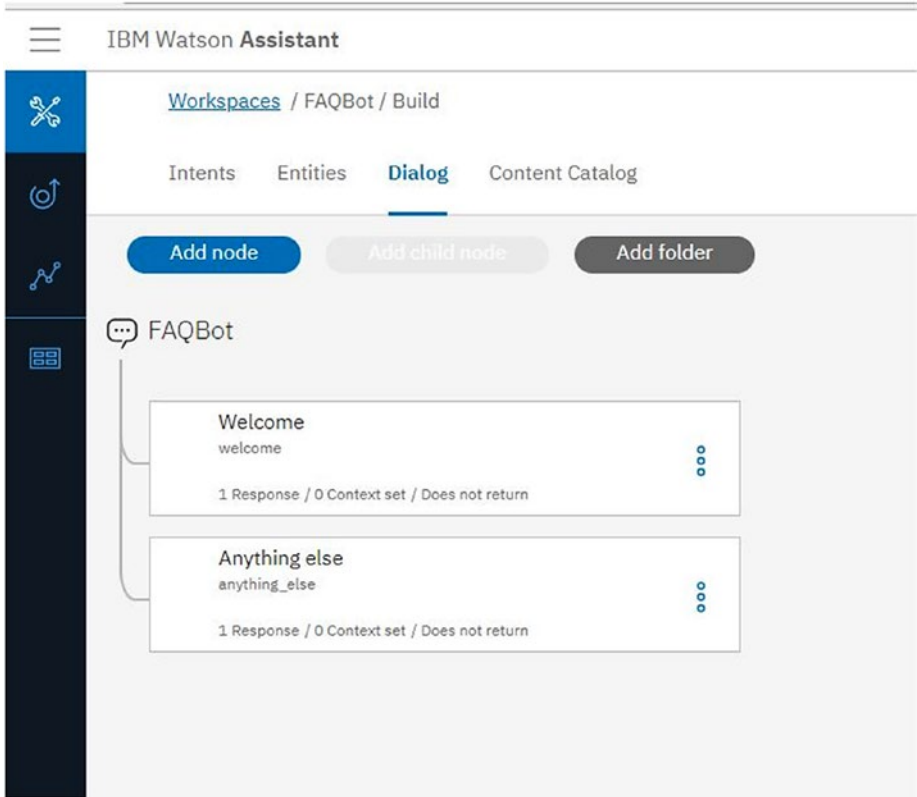 IBM Watson Assistant
Workspaces / FAQBot / Build
Intents Entities Dialog Content Catalog
Add node Add child node Add folder
FAQBot
Welcome
welcome
1 Response / 0 Context set / Does not return
Anything else
anything_else
1 Response / 0 Context set / Does not return